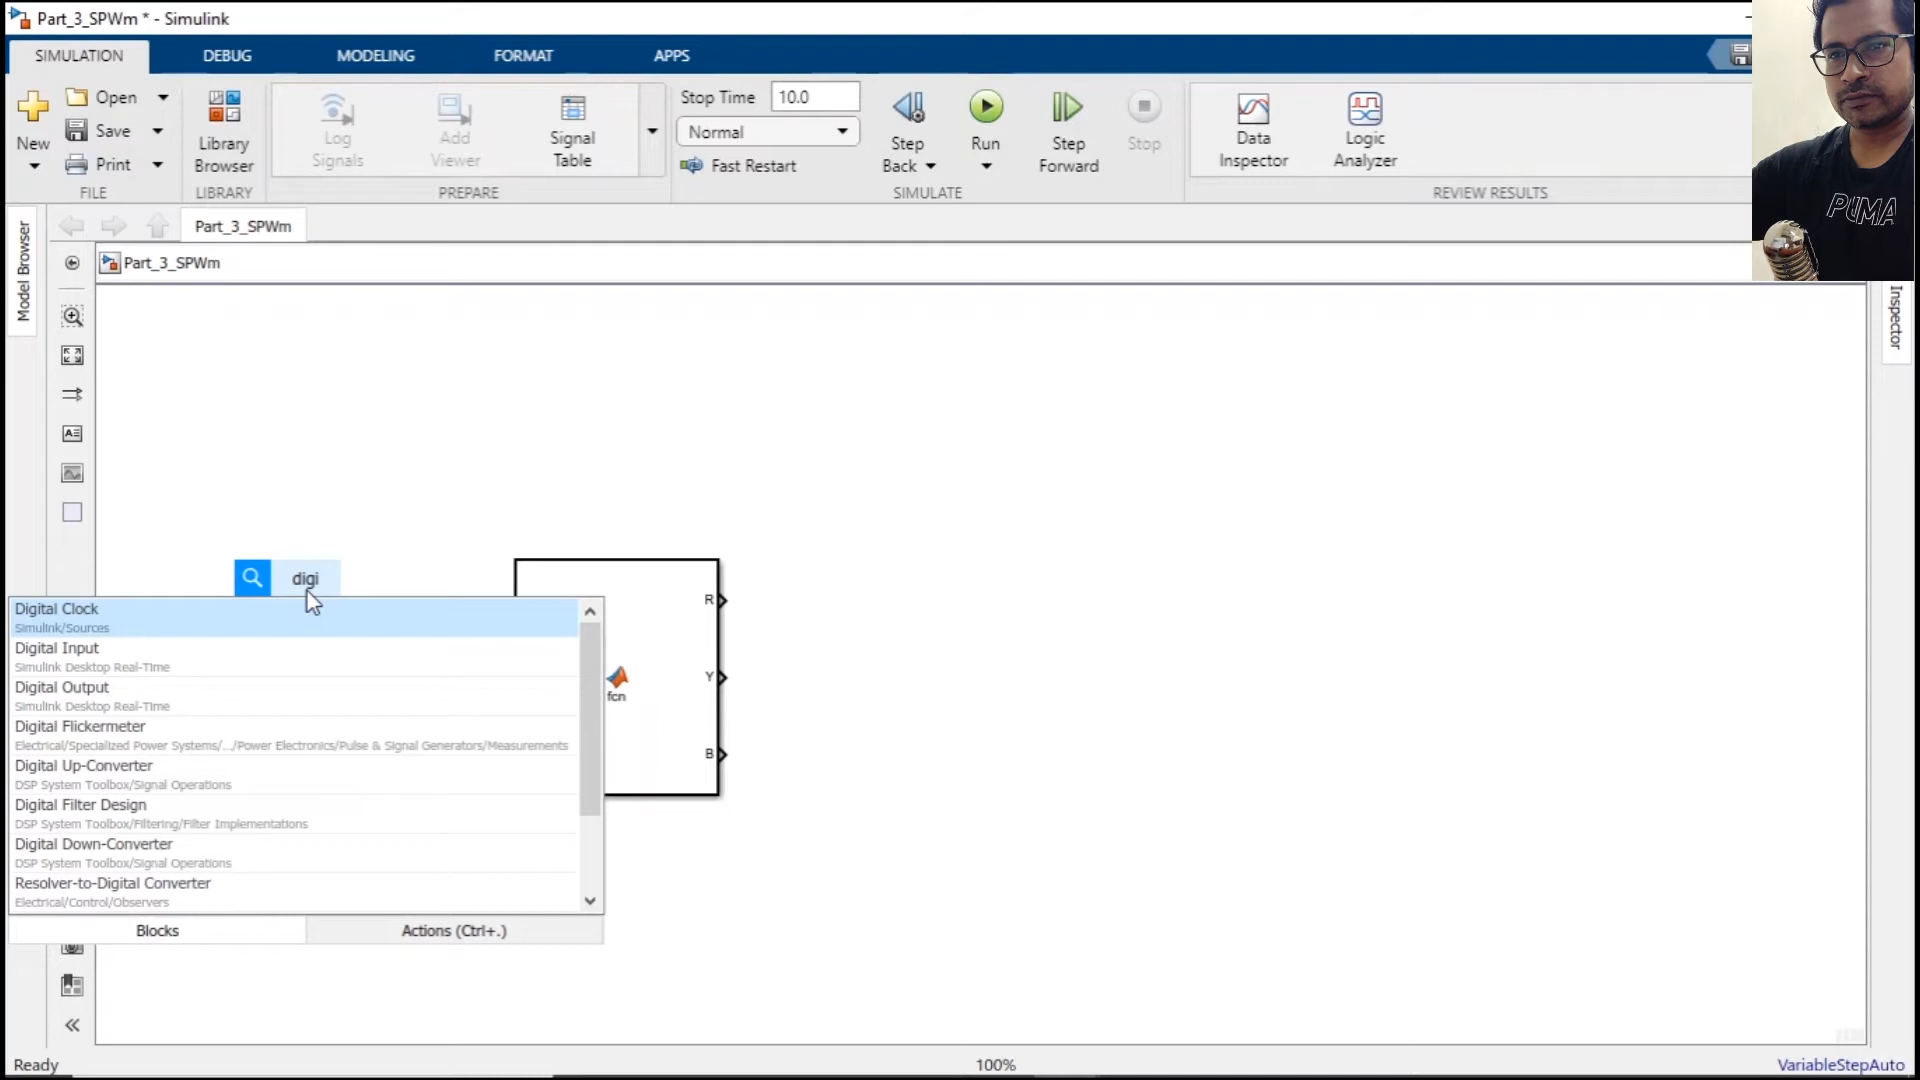 Part_3_SPWm * - Simulink
SIMULATION
DEBUG
MODELING
FORMAT
APPS
New
Open
Save
Print
FILE
Library
Browser
LIBRARY
Log
Signals
Add
Viewer
Signal
Table
PREPARE
Stop Time
10.0
Normal
Fast Restart
Step
Back
Run
Step
Forward
Stop
SIMULATE
Data
Inspector
Logic
Analyzer
REVIEW RESULTS
PUMA
Model Browser
Part_3_SPWm
Part_3_SPWm
Inspector
digi
Digital Clock
Simulink/Sources
Digital Input
Simulink Desktop Real-Time
Digital Output
Simulink Desktop Real-Time
Digital Flickermeter
Electrical/Specialized Power Systems/.../Power Electronics/Pulse & Signal Generators/Measurements
Digital Up-Converter
DSP System Toolbox/Signal Operations
Digital Filter Design
DSP System Toolbox/Filtering/Filter Implementations
Digital Down-Converter
DSP System Toolbox/Signal Operations
Resolver-to-Digital Converter
Electrical/Control/Observers
Blocks
Actions (Ctrl+.)
R
Y
fcn
B
Ready
100%
VariableStepAuto